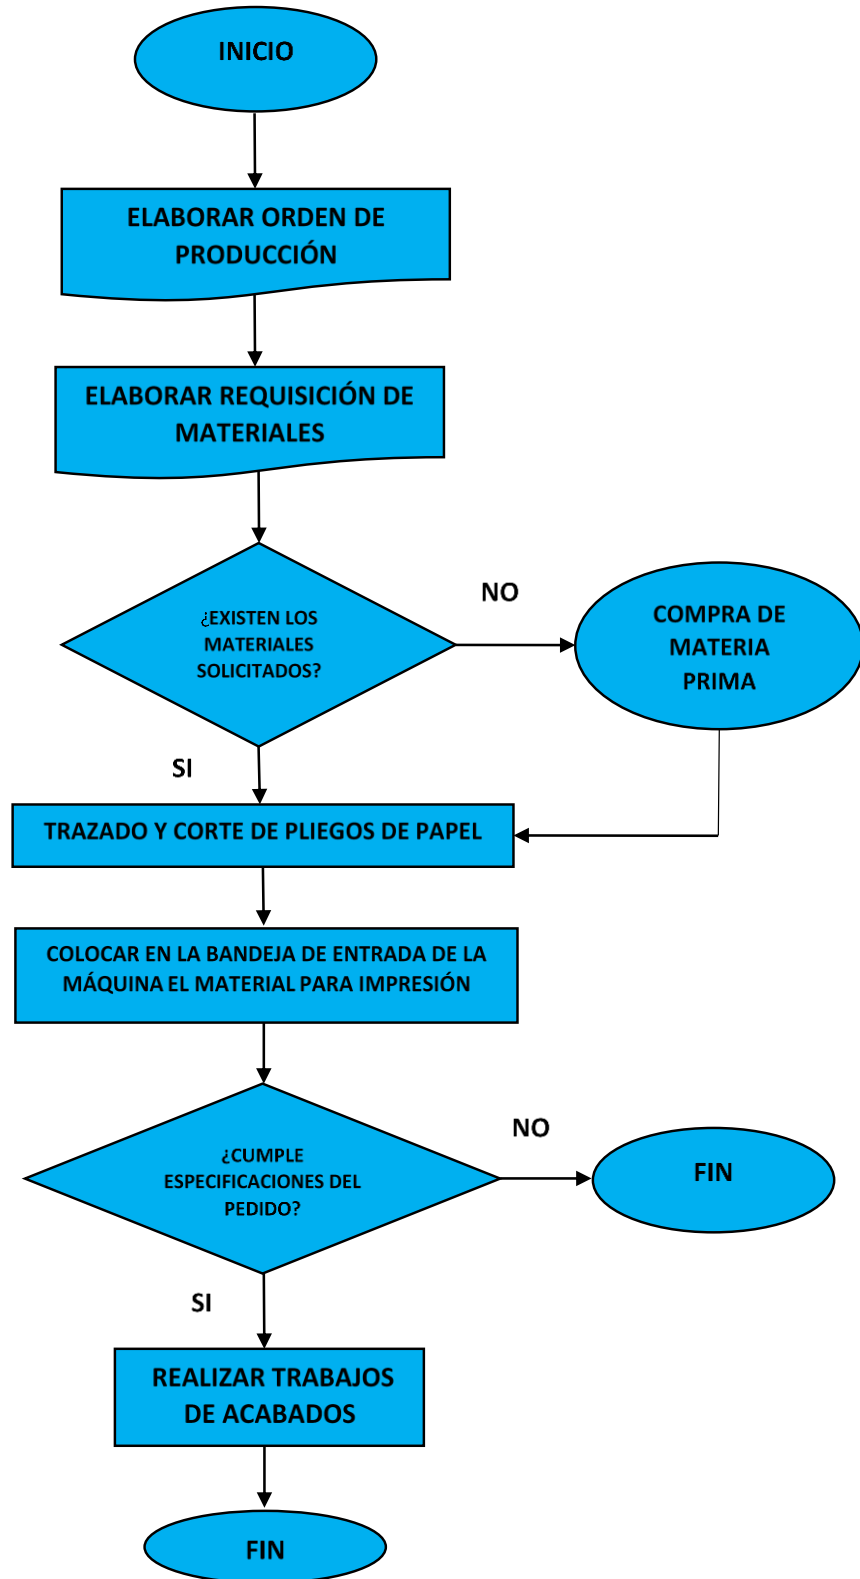 INICIO
ELABORAR ORDEN DE
PRODUCCIÓN
ELABORAR REQUISICIÓN DE
MATERIALES
¿EXISTEN LOS
MATERIALES
SOLICITADOS?
NO
COMPRA DE
MATERIA
PRIMA
SI
TRAZADO Y CORTE DE PLIEGOS DE PAPEL
COLOCAR EN LA BANDEJA DE ENTRADA DE LA
MÁQUINA EL MATERIAL PARA IMPRESIÓN
¿CUMPLE
ESPECIFICACIONES DEL
PEDIDO?
NO
FIN
SI
REALIZAR TRABAJOS
DE ACABADOS
FIN